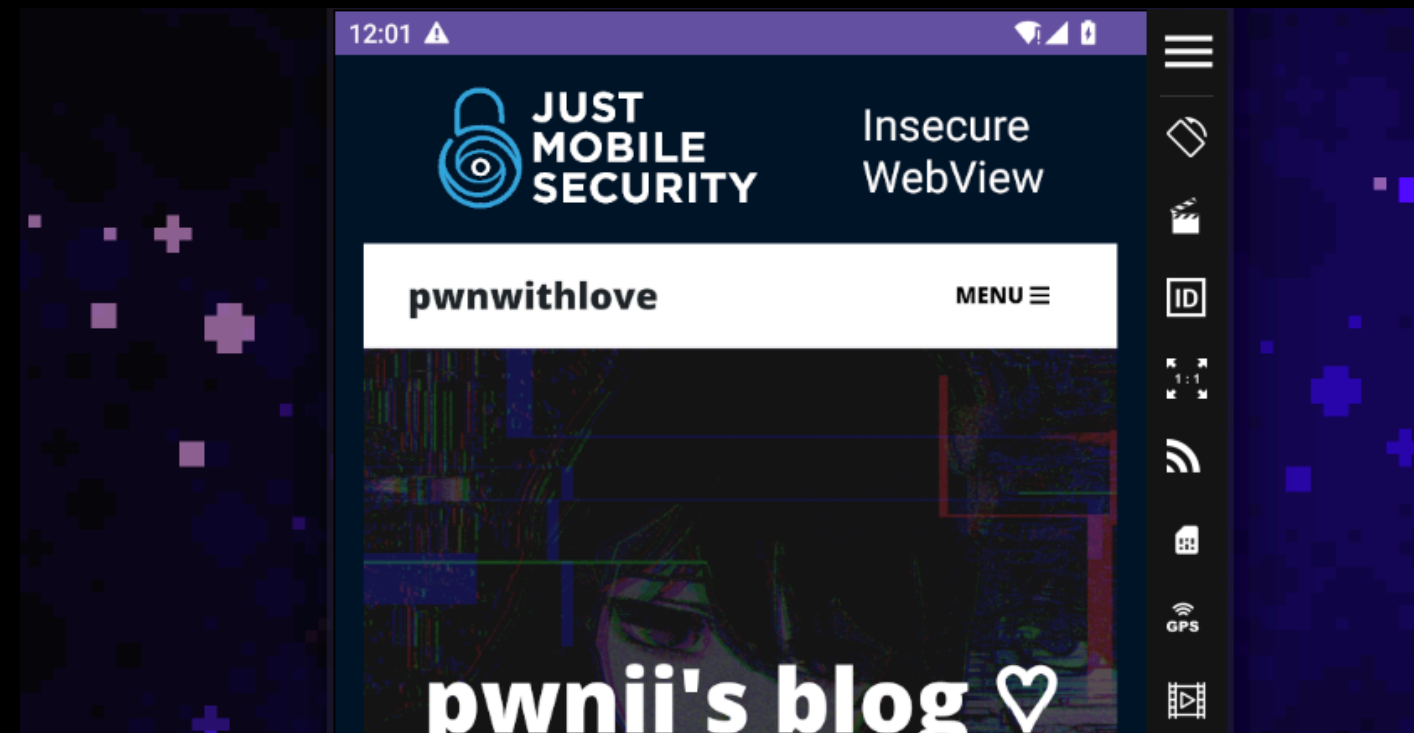 12:01
JUST
MOBILE
SECURITY
Insecure
WebView
pwnwithlove
MENU
pwnii's blog ♡
ID
1:1
GPS